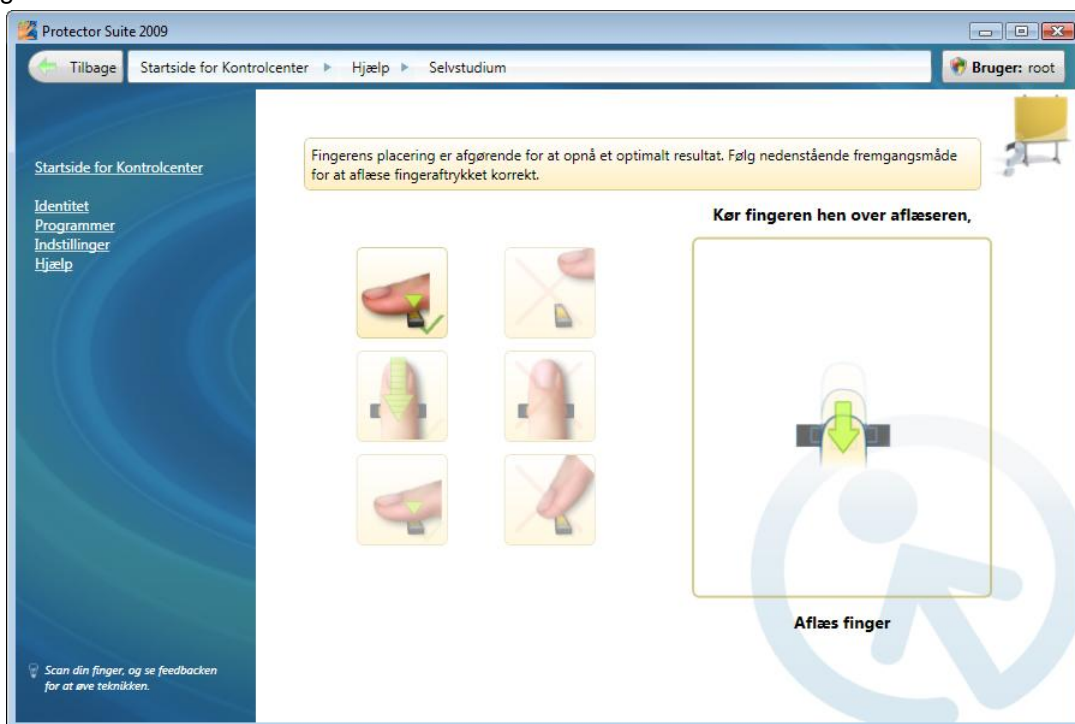 Protector Suite 2009
Tilbage
Startside for Kontrolcenter
Hjælp
Selvstudium
Bruger: root
Startside for Kontrolcenter
Identitet
Programmer
Indstillinger
Hjælp
Fingerens placering er afgørende for at opnå et optimalt resultat. Følg nedenstående fremgangsmåde
for at aflæse fingeraftrykket korrekt.
Kør fingeren hen over aflæseren,
Aflæs finger
Scan din finger, og se feedbacken
for at øve teknikken.